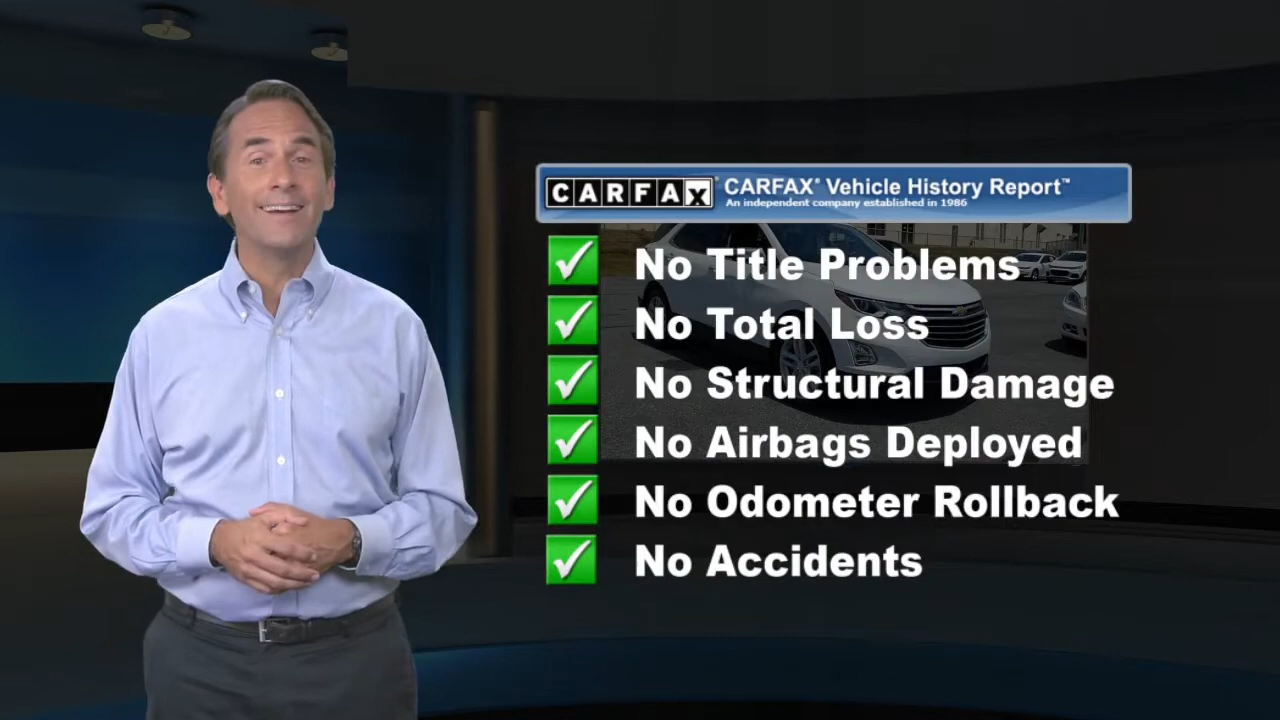 CARFAX® CARFAX® Vehicle History Report™
An independent company established in 1986
No Title Problems
No Total Loss
No Structural Damage
No Airbags Deployed
No Odometer Rollback
No Accidents